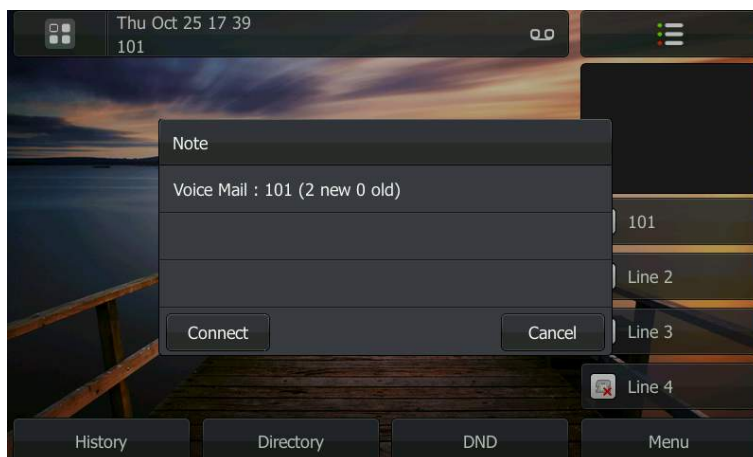 Thu Oct 25 17 39
101
Note
Voice Mail : 101 (2 new 0 old)
Connect
Cancel
101
Line 2
Line 3
Line 4
History
Directory
DND
Menu